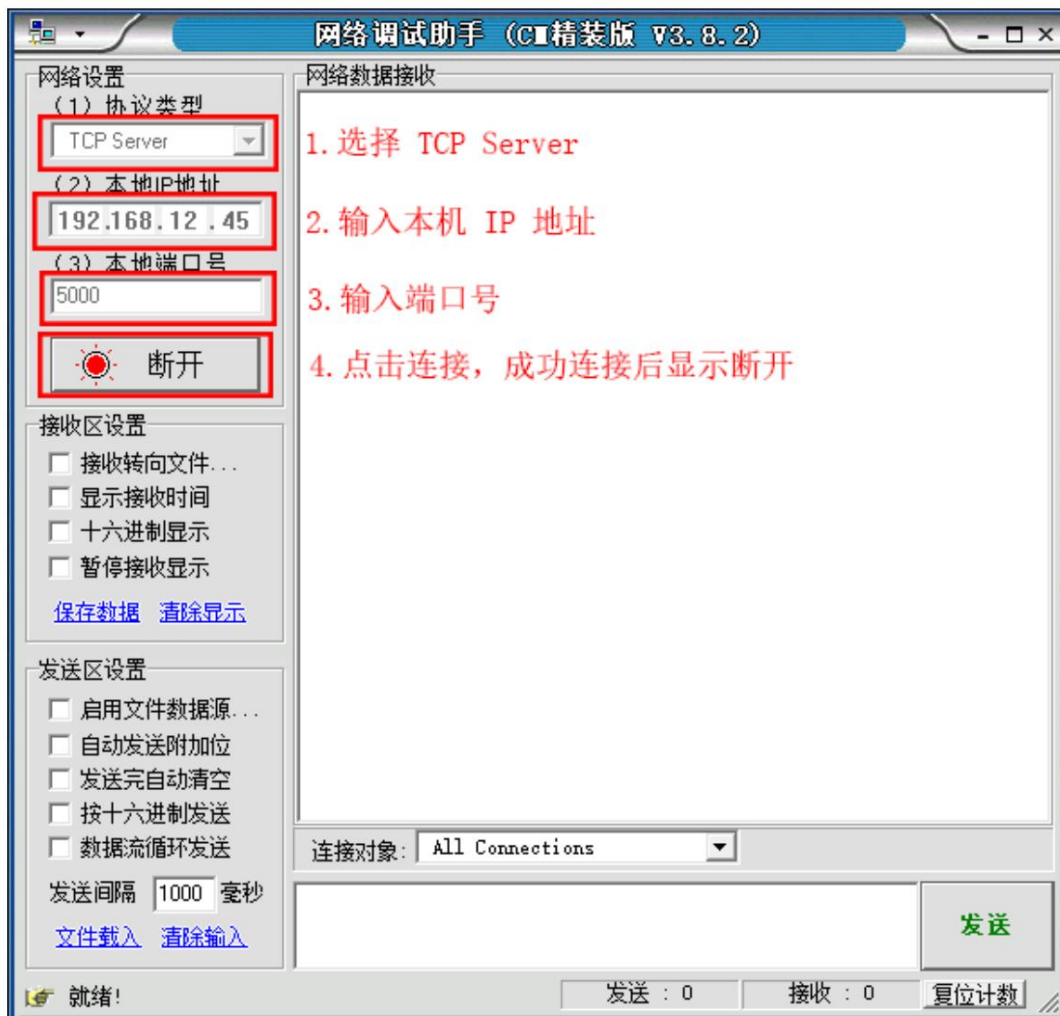 网络调试助手 (CⅡ精装版 V3.8.2)
网络设置
(1) 协议类型
TCP Server
(2) 本地IP地址
192.168.12.45
(3) 本地端口号
5000
断开
接收区设置
接收转向文件...
显示接收时间
十六进制显示
暂停接收显示
保存数据 清除显示
发送区设置
启用文件数据源...
自动发送附加位
发送完自动清空
按十六进制发送
数据流循环发送
发送间隔 1000 毫秒
文件载入 清除输入
网络数据接收
1.选择 TCP Server
2.输入本机 IP 地址
3.输入端口号
4.点击连接，成功连接后显示断开
连接对象: All Connections
发送
就绪! 发送 : 0 接收 : 0 复位计数